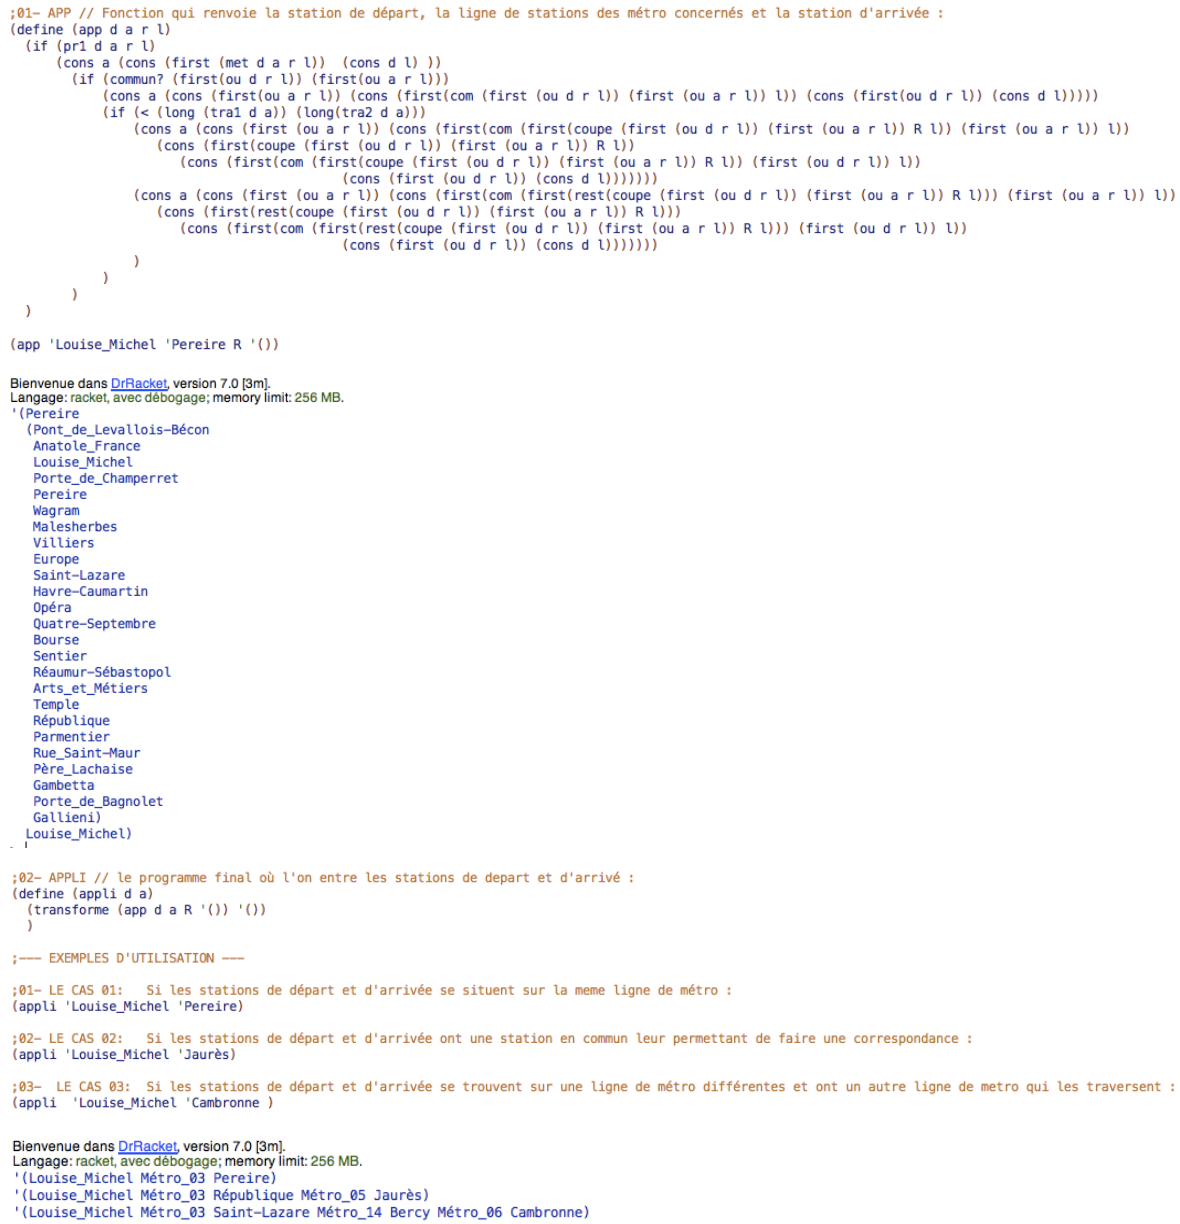 ;01- APP // Fonction qui renvoie la station de départ, la ligne de stations des métro concernés et la station d'arrivée :
(define (app d a r l)
(if (pr1 d a r l)
(cons a (cons (first (met d a r l)) (cons d l) ))
(if (commun? (first(ou d r l)) (first(ou a r l)))
(cons a (cons (first(ou a r l)) (cons (first(com (first (ou d r l)) (first (ou a r l)) l)) (cons (first(ou d r l)) (cons d l)))))
(if (< (long (tra1 d a)) (long(tra2 d a)))
(cons a (cons (first (ou a r l)) (cons (first(com (first(coupe (first (ou d r l)) (first (ou a r l)) R l)) (first (ou a r l)) l))
(cons (first(coupe (first (ou d r l)) (first (ou a r l)) R l))
(cons (first(com (first(coupe (first (ou d r l)) (first (ou a r l)) R l)) (first (ou d r l)) l))
(cons (first (ou d r l)) (cons d l)))))))
(cons a (cons (first (ou a r l)) (cons (first(com (first(rest(coupe (first (ou d r l)) (first (ou a r l)) R l))) (first (ou a r l)) l))
(cons (first(rest(coupe (first (ou d r l)) (first (ou a r l)) R l)))
(cons (first(com (first(rest(coupe (first (ou d r l)) (first (ou a r l)) R l))) (first (ou d r l)) l))
(cons (first (ou d r l)) (cons d l)))))))
)
)
)
)
(app 'Louise_Michel 'Pereire R '())
Bienvenue dans DrRacket, version 7.0 [3m].
Langage: racket, avec débogage; memory limit: 256 MB.
'(Pereire
(Pont_de_Levallois–Bécon
Anatole_France
Louise_Michel
Porte_de_Champerret
Pereire
Wagram
Malesherbes
Villiers
Europe
Saint–Lazare
Havre–Caumartin
Opéra
Quatre–Septembre
Bourse
Sentier
Réaumur–Sébastopol
Arts_et_Métiers
Temple
République
Parmentier
Rue_Saint–Maur
Père_Lachaise
Gambetta
Porte_de_Bagnolet
Gallieni)
Louise_Michel)
;02– APPLI // le programme final où l'on entre les stations de depart et d'arrivé :
(define (appli d a)
(transforme (app d a R '()) '())
)
;––– EXEMPLES D'UTILISATION –––
;01– LE CAS 01: Si les stations de départ et d'arrivée se situent sur la meme ligne de métro :
(appli 'Louise_Michel 'Pereire)
;02– LE CAS 02: Si les stations de départ et d'arrivée ont une station en commun leur permettant de faire une correspondance :
(appli 'Louise_Michel 'Jaurès)
;03– LE CAS 03: Si les stations de départ et d'arrivée se trouvent sur une ligne de métro différentes et ont un autre ligne de metro qui les traversent :
(appli 'Louise_Michel 'Cambronne )
Bienvenue dans DrRacket, version 7.0 [3m].
Langage: racket, avec débogage; memory limit: 256 MB.
'(Louise_Michel Métro_03 Pereire)
'(Louise_Michel Métro_03 République Métro_05 Jaurès)
'(Louise_Michel Métro_03 Saint–Lazare Métro_14 Bercy Métro_06 Cambronne)